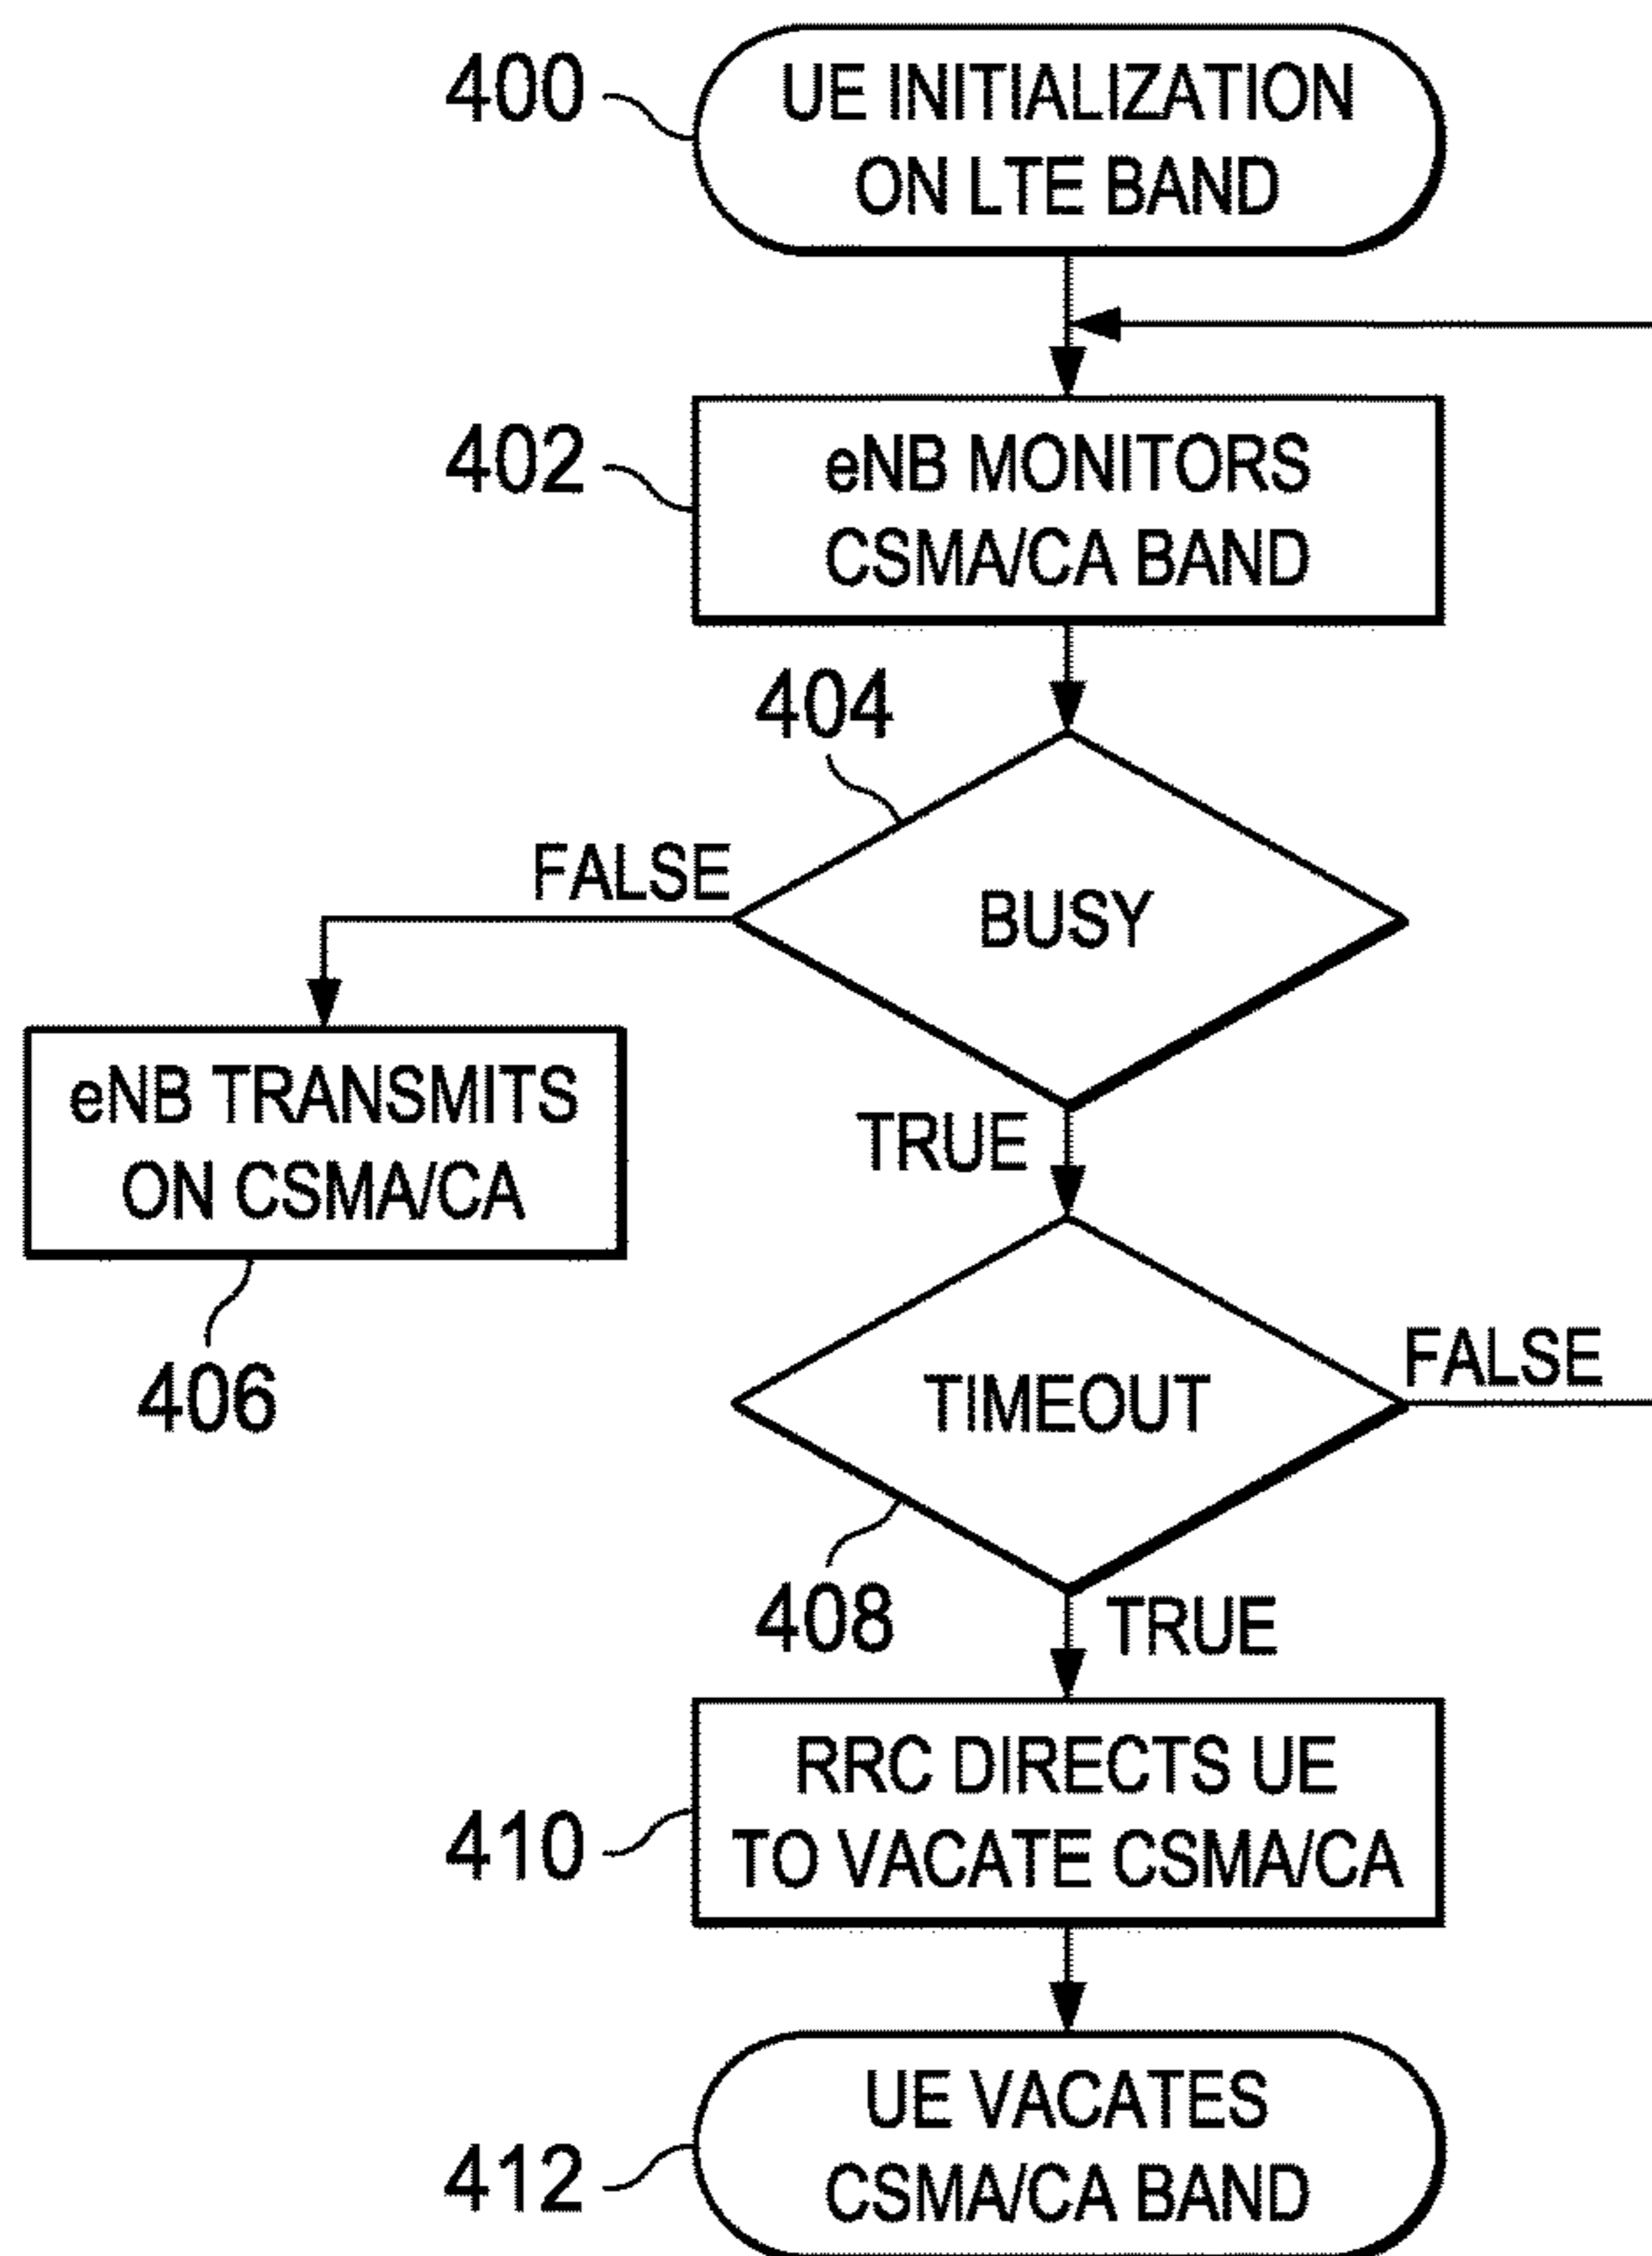 400
UE INITIALIZATION
ON LTE BAND
402
eNB MONITORS
CSMA/CA BAND
404
BUSY
FALSE
eNB TRANSMITS
ON CSMA/CA
406
TRUE
TIMEOUT
FALSE
408
TRUE
410
RRC DIRECTS UE
TO VACATE CSMA/CA
412
UE VACATES
CSMA/CA BAND